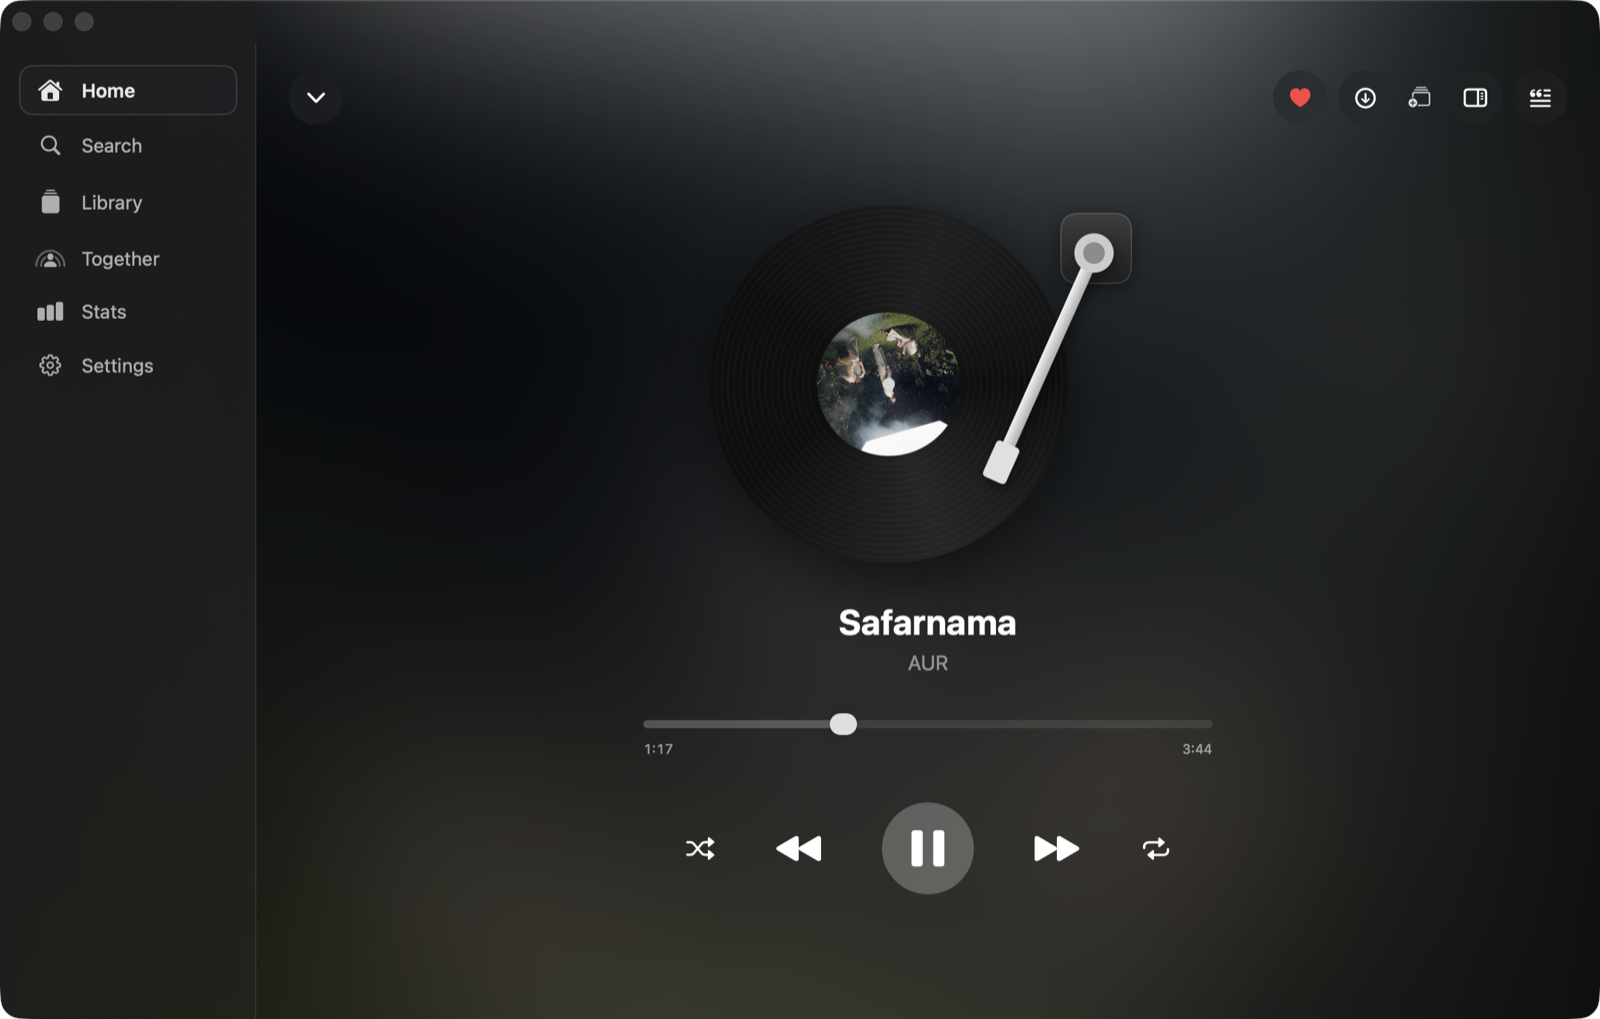 Home
Search
Library
Together
Stats
Settings
Safarnama
AUR
1:17
3:44